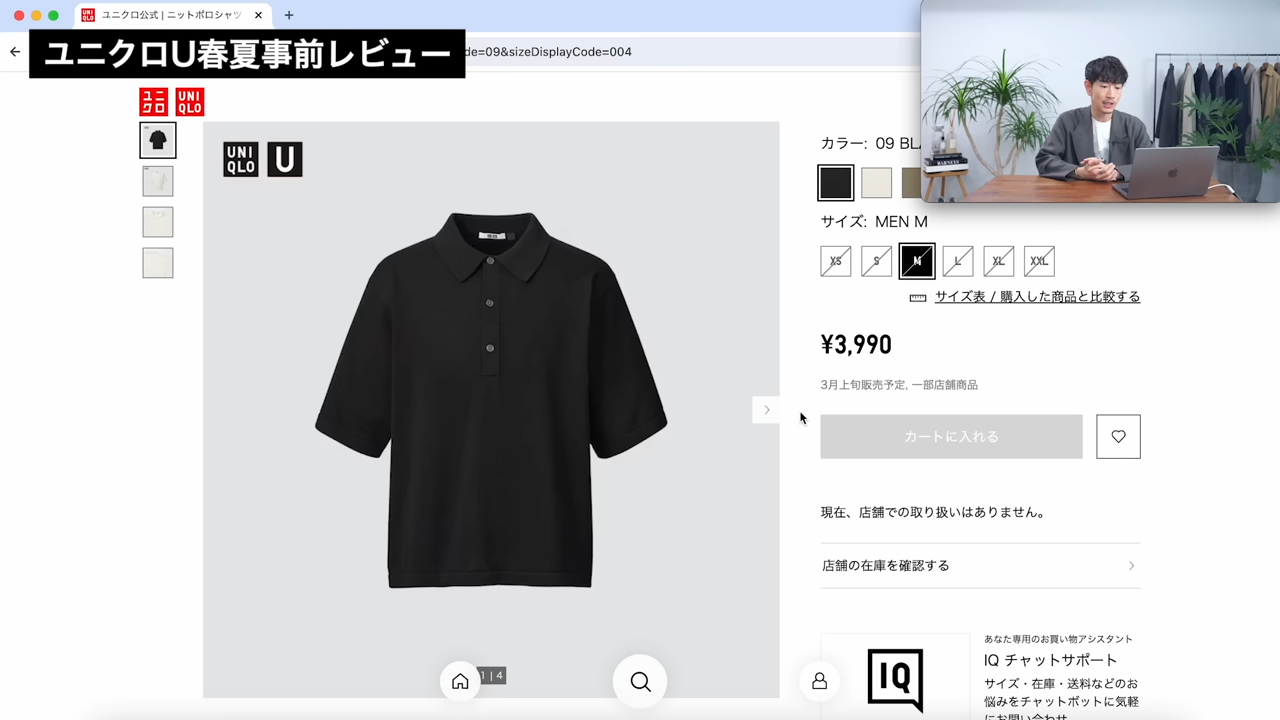 ユニクロ公式 | ニットポロシャツ
ユニクロU春夏事前レビュー
de=09&sizeDisplayCode=004
ユニクロ
UNIQLO
UNIQLO U
カラー: 09 BLA
サイズ: MEN M
XS
S
M
L
XL
XXL
サイズ表 / 購入した商品と比較する
¥3,990
3月上旬販売予定, 一部店舗商品
カートに入れる
現在、店舗での取り扱いはありません。
店舗の在庫を確認する
1 | 4
IQ
あなた専用のお買い物アシスタント
IQ チャットサポート
サイズ・在庫・送料などのお
悩みをチャットボットに気軽
にお問い合わせ